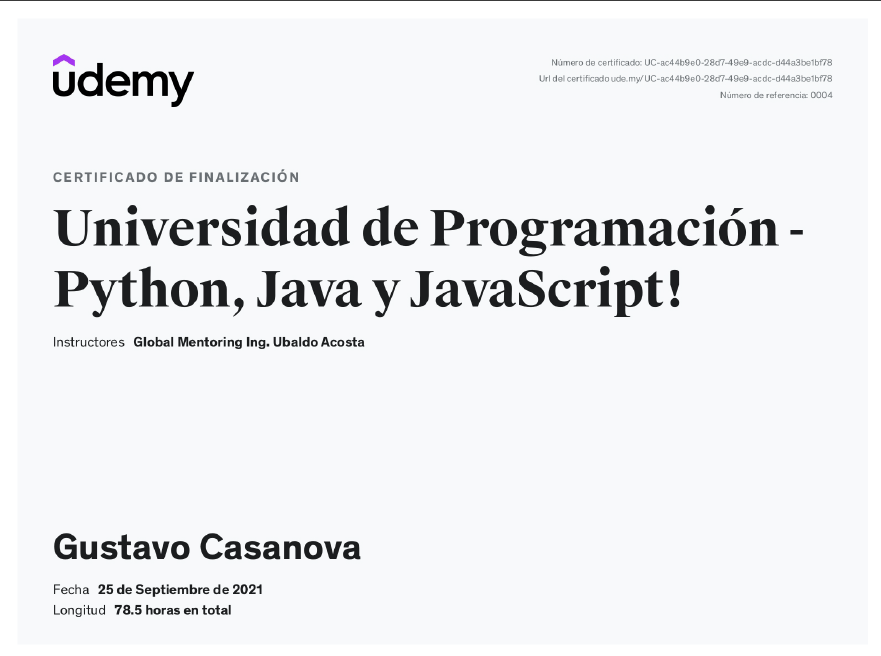 udemy
Número de certificado: UC-ac44b9e0-28d7-49e9-acdc-d44a3be1bf78
Url del certificado ude.my/UC-ac44b9e0-28d7-49e9-acdc-d44a3be1bf78
Número de referencia: 0004
CERTIFICADO DE FINALIZACIÓN
Universidad de Programación -
Python, Java y JavaScript!
Instructores Global Mentoring Ing. Ubaldo Acosta
Gustavo Casanova
Fecha 25 de Septiembre de 2021
Longitud 78.5 horas en total